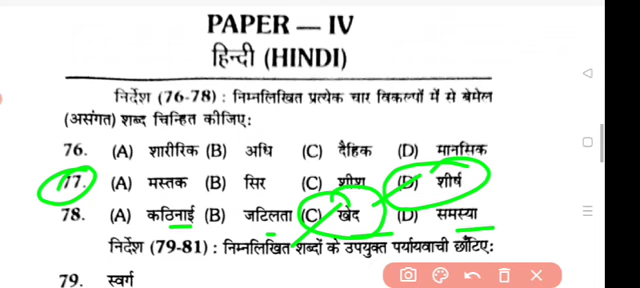 PAPER — IV
हिन्दी (HINDI)
निर्देश (76-78) : निम्नलिखित प्रत्येक चार विकल्पों में से बेमेल
(असंगत) शब्द चिन्हित कीजिए:
76. (A) शारीरिक (B) अधि (C) दैहिक (D) मानसिक
77. (A) मस्तक (B) सिर (C) शीश (D) शीर्ष
78. (A) कठिनाई (B) जटिलता (C) खेद (D) समस्या
निर्देश (79-81) : निम्नलिखित शब्दों के उपयुक्त पर्यायवाची छाँटिए:
79. स्वर्ग